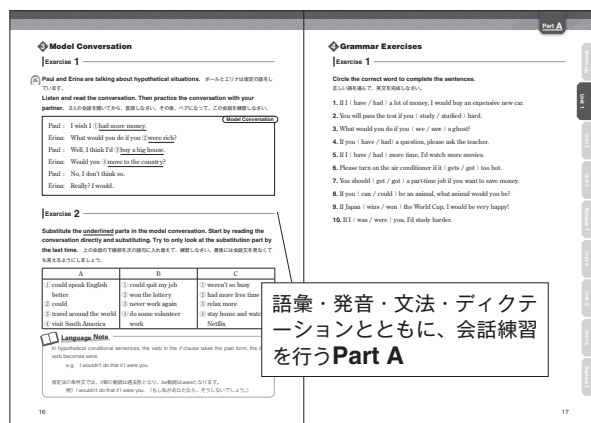 Part A
❸ Model Conversation
Exercise 1
Paul and Erina are talking about hypothetical situations. ポールとエリナは仮定の話をし
ています。
Listen and read the conversation. Then practice the conversation with your
partner. 2人の会話を聞いてから、音読しなさい。その後、ペアになって、この会話を練習しなさい。
Model Conversation
Paul : I wish I ①had more money.
Erina: What would you do if you ②were rich?
Paul : Well, I think I'd ③buy a big house.
Erina: Would you ④move to the country?
Paul : No, I don't think so.
Erina: Really? I would.
Exercise 2
Substitute the underlined parts in the model conversation. Start by reading the
conversation directly and substituting. Try to only look at the substitution part by
the last time. 上の会話の下線部を次の語句に入れ替えて、練習しなさい。最後には会話文を見なくて
も言えるようにしましょう。
A B C
① could speak English ① could quit my job ① weren't so busy
better ② won the lottery ② had more free time
② could ③ never work again ③ relax more
③ travel around the world ④ do some volunteer ④ stay home and watch
④ visit South America work Netflix
Language Note
In hypothetical conditional sentences, the verb in the if clause takes the past form; the
verb becomes were.
e.g. I wouldn't do that if I were you.
仮定法の条件文では、if節の動詞は過去形となり、be動詞はwereとなります。
例) I wouldn't do that if I were you. (もし私があなたなら、そうしないでしょう。)
16
❹ Grammar Exercises
Exercise 1
Circle the correct word to complete the sentences.
正しい語を選んで、英文を完成しなさい。
1. If I ( have / had ) a lot of money, I would buy an expensive new car.
2. You will pass the test if you ( study / studied ) hard.
3. What would you do if you ( see / saw ) a ghost?
4. If you ( have / had ) a question, please ask the teacher.
5. If I ( have / had ) more time, I'd watch more movies.
6. Please turn on the air conditioner if it ( gets / got ) too hot.
7. You should ( get / got ) a part-time job if you want to save money.
8. If you ( can / could ) be an animal, what animal would you be?
9. If Japan ( wins / won ) the World Cup, I would be very happy!
10. If I ( was / were ) you, I'd study harder.
17
Unit 1
語彙・発音・文法・ディクテ
ーションとともに、会話練習
を行うPart A